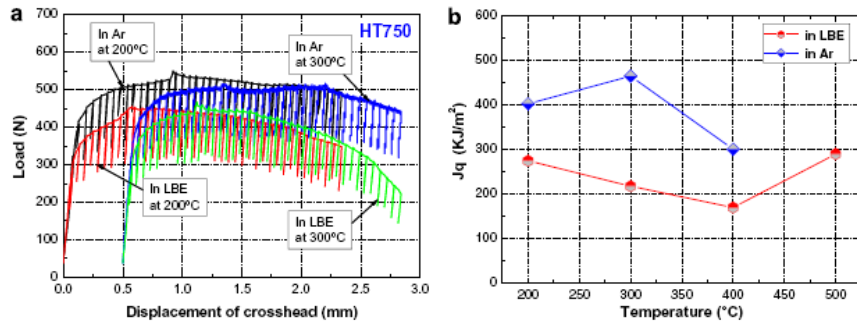 a
HT750
In Ar
at 200°C
In Ar
at 300°C
In LBE
at 200°C
In LBE
at 300°C
Load (N)
700
600
500
400
300
200
100
0
0.0 0.5 1.0 1.5 2.0 2.5 3.0
Displacement of crosshead (mm)
b
in LBE
in Ar
Jq (KJ/m²)
600
500
400
300
200
100
0
200 250 300 350 400 450 500
Temperature (°C)